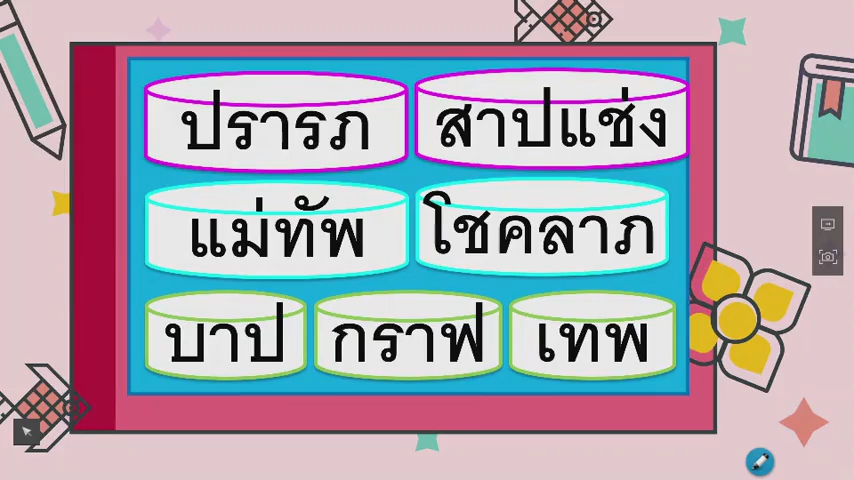 ปรารภ สาปแช่ง
แม่ทัพ โชคลาภ
บาป กราฟ เทพ